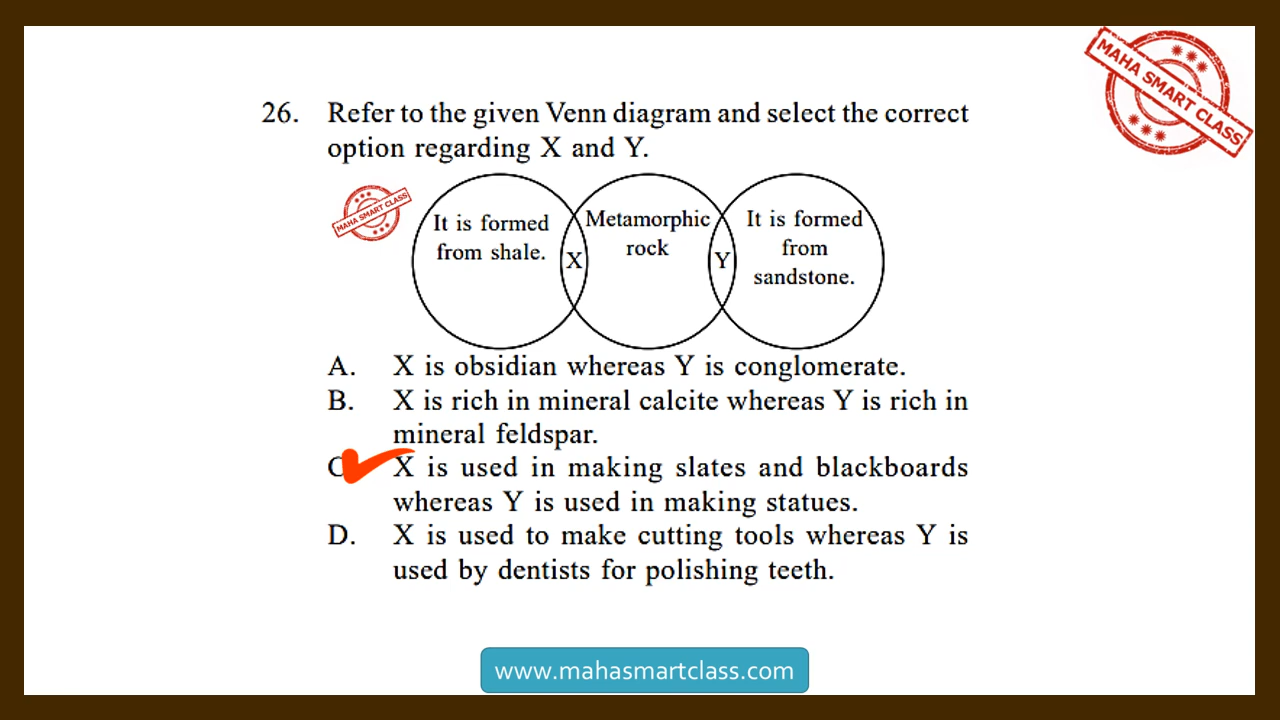 MAHA SMART CLASS
26. Refer to the given Venn diagram and select the correct
option regarding X and Y.
MAHA SMART CLASS
It is formed
from shale.
X
Metamorphic
rock
Y
It is formed
from
sandstone.
A. X is obsidian whereas Y is conglomerate.
B. X is rich in mineral calcite whereas Y is rich in
mineral feldspar.
C X is used in making slates and blackboards
whereas Y is used in making statues.
D. X is used to make cutting tools whereas Y is
used by dentists for polishing teeth.
www.mahasmartclass.com